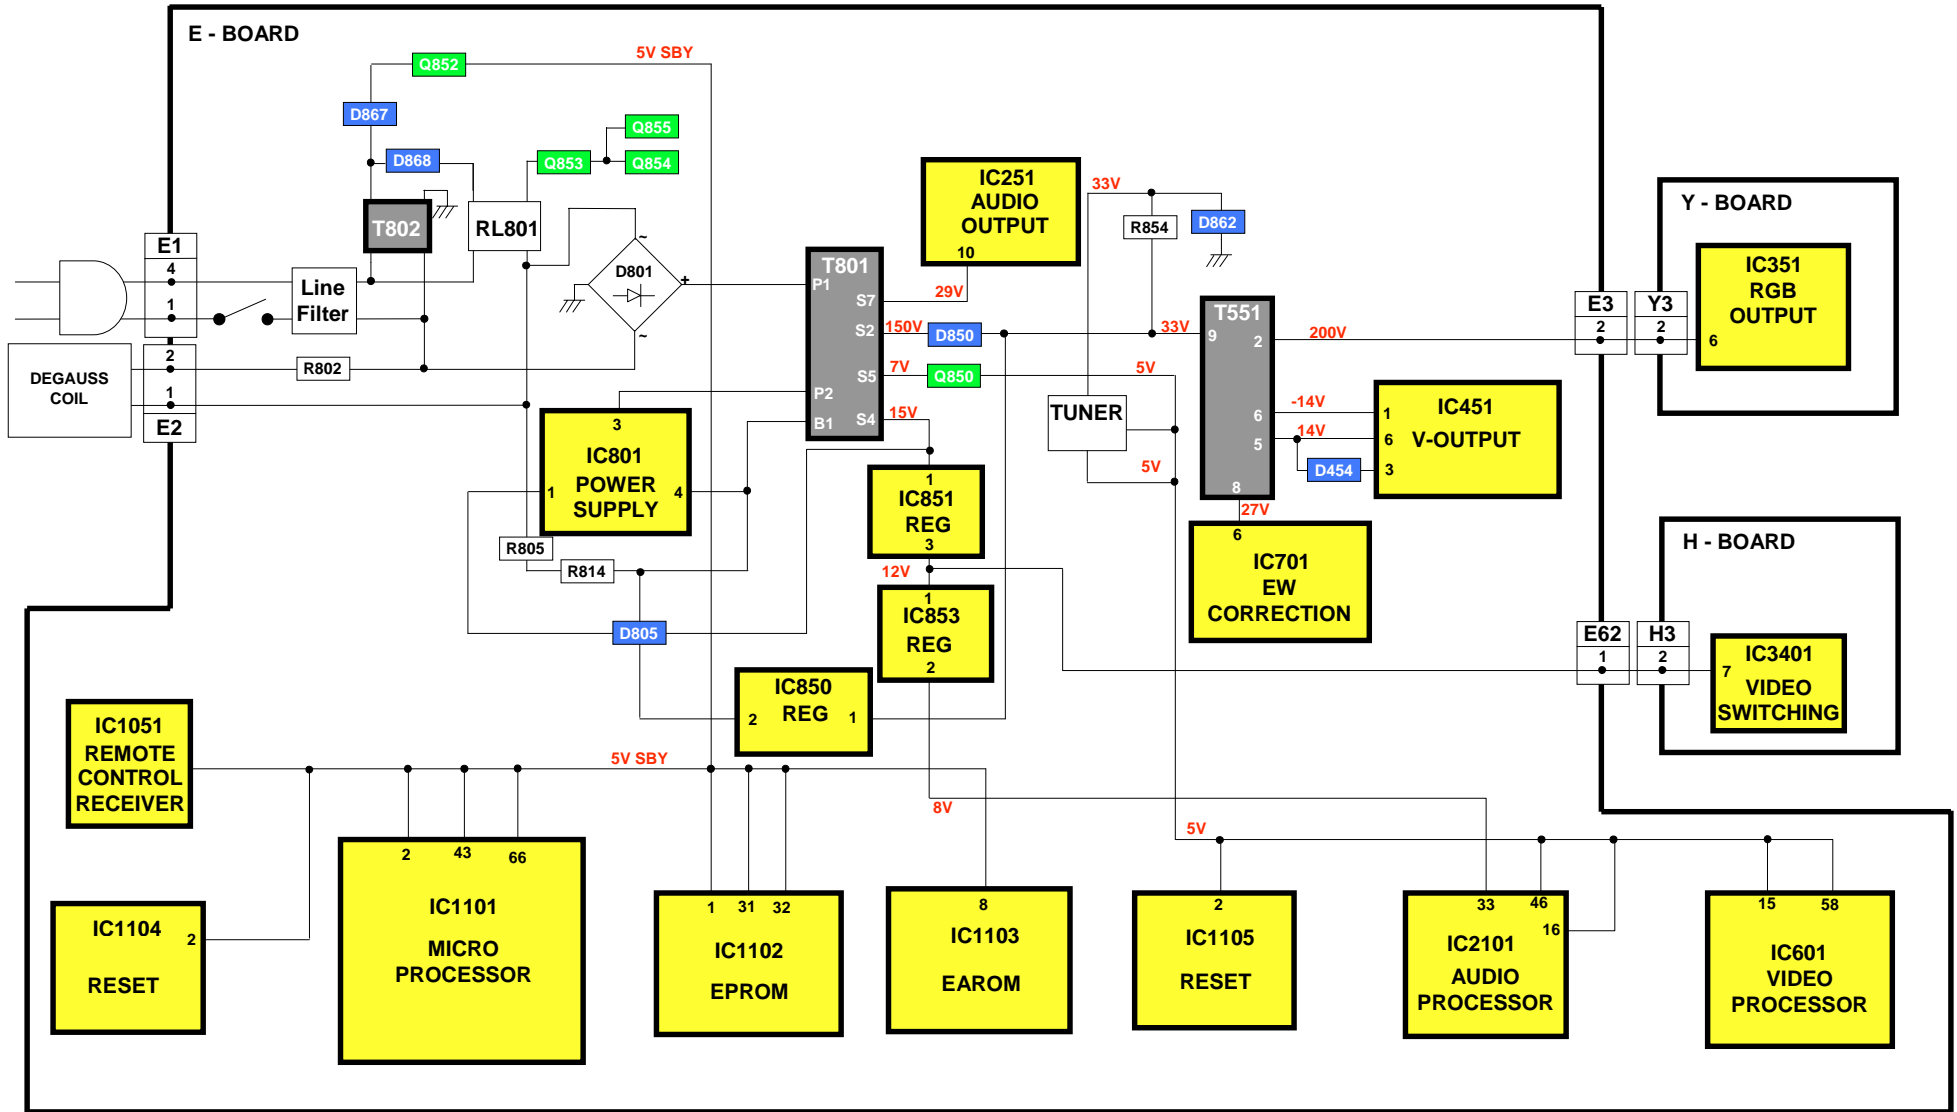 E - BOARD
Q852
5V SBY
D867
D868
Q855
Q853
Q854
T802
RL801
E1
4
1
Line
Filter
2
1
E2
DEGAUSS
COIL
R802
D801
~
+
~
T801
P1
S7
S2
S5
P2
S4
B1
IC251
AUDIO
OUTPUT
10
29V
150V
D850
7V
Q850
15V
33V
R854
D862
33V
5V
TUNER
5V
T551
9
2
6
5
8
200V
-14V
14V
D454
27V
IC451
V-OUTPUT
1
6
3
6
IC701
EW
CORRECTION
E3
2
Y3
2
Y - BOARD
IC351
RGB
OUTPUT
6
3
IC801
POWER
SUPPLY
1
4
R805
R814
D805
1
IC851
REG
3
12V
1
IC853
REG
2
IC850
REG
2
1
H - BOARD
E62
1
H3
2
IC3401
7
VIDEO
SWITCHING
IC1051
REMOTE
CONTROL
RECEIVER
5V SBY
8V
5V
IC1104
2
RESET
2
43
66
IC1101
MICRO
PROCESSOR
1
31
32
IC1102
EPROM
8
IC1103
EAROM
2
IC1105
RESET
33
46
16
IC2101
AUDIO
PROCESSOR
15
58
IC601
VIDEO
PROCESSOR